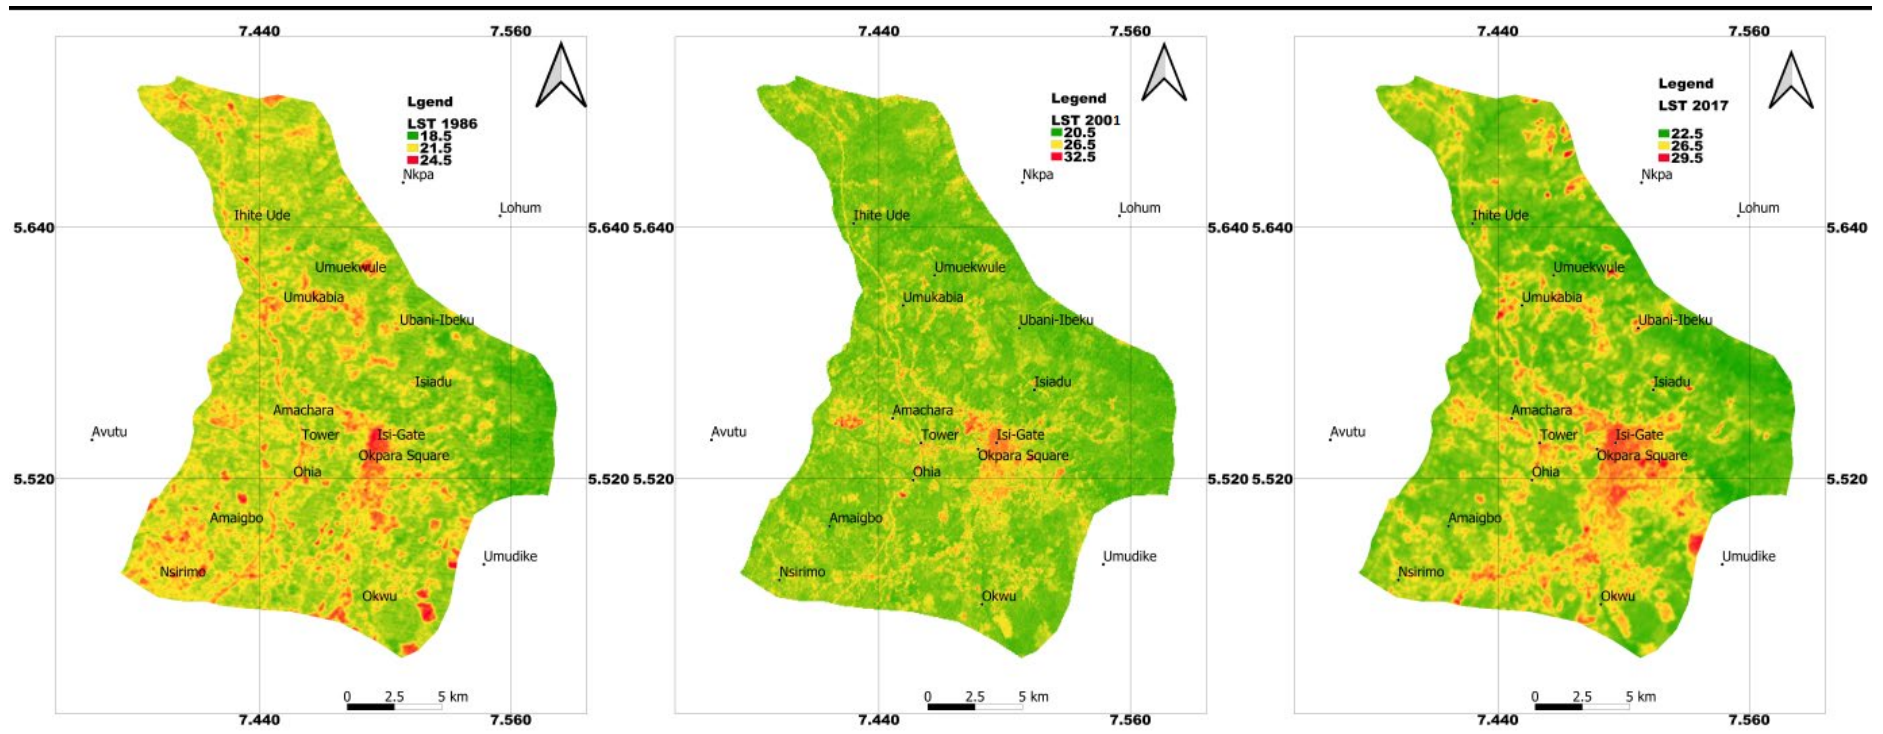 7.440 7.560
Lgend
LST 1986
18.5
21.5
24.5
Nkpa
Lohum
Ihite Ude
5.640 5.640
Umuekwule
Umukabia
Ubani-Ibeku
Isiadu
Amachara
Avutu
Tower
Isi-Gate
Okpara Square
Ohia
5.520 5.520
Amaigbo
Umudike
Nsirimo
Okwu
0 2.5 5 km
7.440 7.560
7.440 7.560
Legend
LST 2001
20.5
26.5
32.5
Nkpa
Lohum
Ihite Ude
5.640 5.640
Umuekwule
Umukabia
Ubani-Ibeku
Isiadu
Amachara
Avutu
Tower
Isi-Gate
Okpara Square
Ohia
5.520 5.520
Amaigbo
Umudike
Nsirimo
Okwu
0 2.5 5 km
7.440 7.560
7.440 7.560
Legend
LST 2017
22.5
26.5
29.5
Nkpa
Lohum
Ihite Ude
5.640 5.640
Umuekwule
Umukabia
Ubani-Ibeku
Isiadu
Amachara
Avutu
Tower
Isi-Gate
Okpara Square
Ohia
5.520 5.520
Amaigbo
Umudike
Nsirimo
Okwu
0 2.5 5 km
7.440 7.560